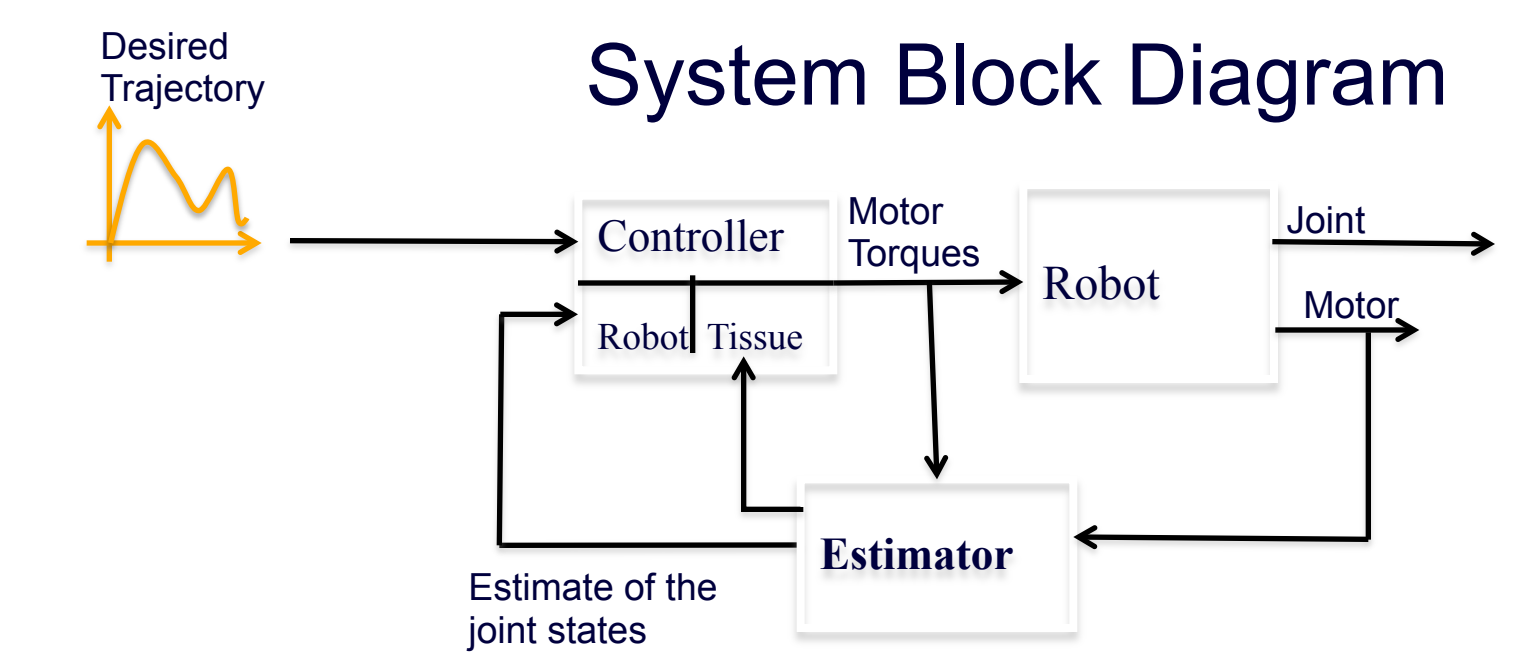 Desired
Trajectory
System Block Diagram
Controller
Robot
Tissue
Motor
Torques
Robot
Joint
Motor
Estimator
Estimate of the
joint states